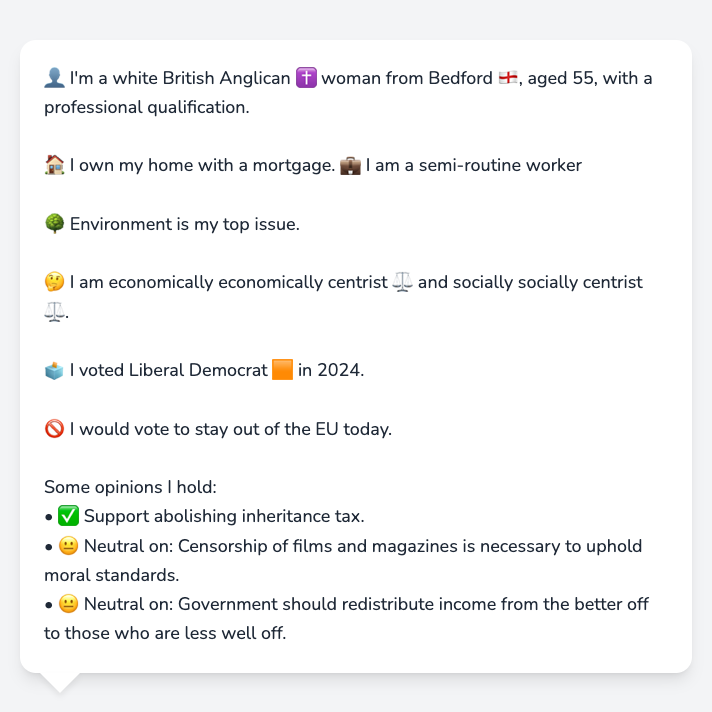 👤 I'm a white British Anglican ✝️ woman from Bedford 🏴󠁧󠁢󠁥󠁮󠁧󠁿, aged 55, with a
professional qualification.
🏠 I own my home with a mortgage. 💼 I am a semi-routine worker
🌳 Environment is my top issue.
🤔 I am economically economically centrist ⚖️ and socially socially centrist
⚖️.
🗳️ I voted Liberal Democrat 🟧 in 2024.
🚫 I would vote to stay out of the EU today.
Some opinions I hold:
• ✅ Support abolishing inheritance tax.
• 😐 Neutral on: Censorship of films and magazines is necessary to uphold
moral standards.
• 😐 Neutral on: Government should redistribute income from the better off
to those who are less well off.